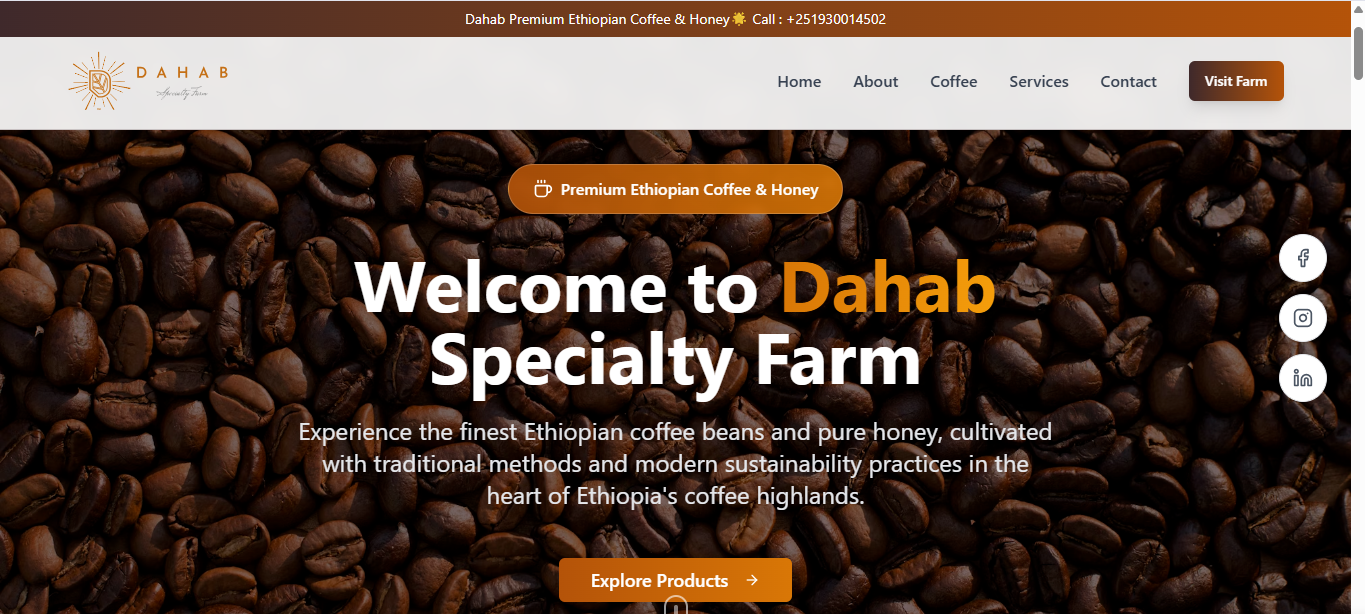 Dahab Premium Ethiopian Coffee & Honey🌟 Call : +251930014502
DAHAB
Specialty Farm
Home About Coffee Services Contact Visit Farm
Premium Ethiopian Coffee & Honey
Welcome to Dahab
Specialty Farm
Experience the finest Ethiopian coffee beans and pure honey, cultivated
with traditional methods and modern sustainability practices in the
heart of Ethiopia's coffee highlands.
Explore Products →